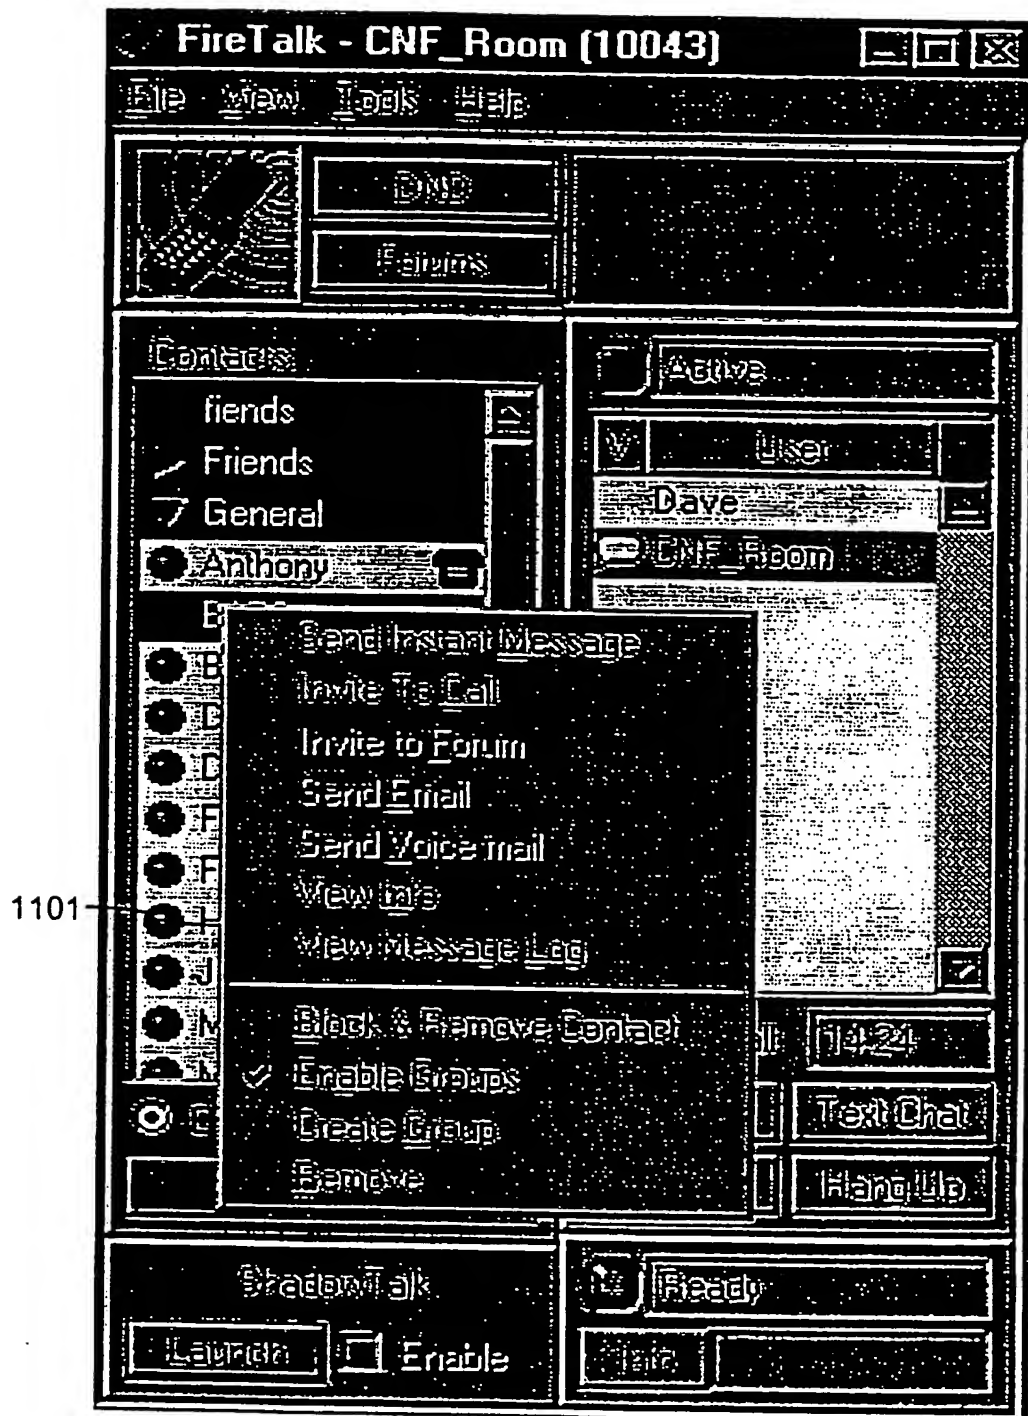 FireTalk - CNF_Room (10043)
File View Tools Help
DND
Forums
Contacts
fiends
Friends
General
Anthony
B
B
D
D
F
F
J
M
Active
V User
Dave
CNF_Room
Send Instant Message
Invite To Call
Invite to Forum
Send Email
Send Voice mail
View Info
View Message Log
Block & Remove Contact
Enable Groups
Create Group
Remove
1101
14:24
Text Chat
Hang Up
ShadowTalk
Launch
Enable
Ready